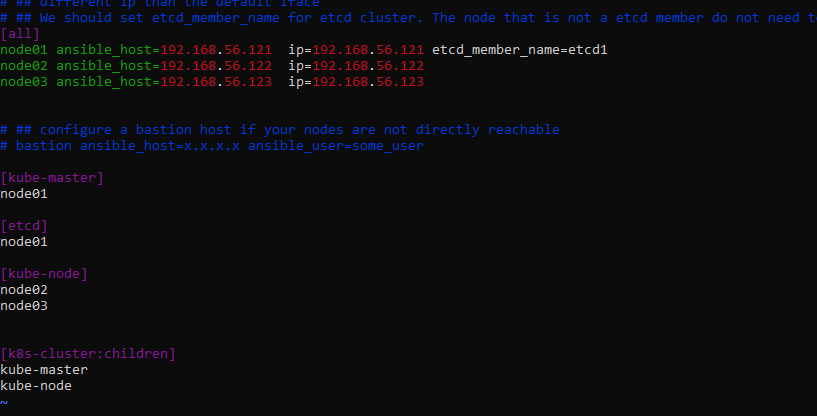 # ## different ip than the default iface
# ## We should set etcd_member_name for etcd cluster. The node that is not a etcd member do not need t
[all]
node01 ansible_host=192.168.56.121  ip=192.168.56.121 etcd_member_name=etcd1
node02 ansible_host=192.168.56.122  ip=192.168.56.122
node03 ansible_host=192.168.56.123  ip=192.168.56.123
# ## configure a bastion host if your nodes are not directly reachable
# bastion ansible_host=x.x.x.x ansible_user=some_user
[kube-master]
node01
[etcd]
node01
[kube-node]
node02
node03
[k8s-cluster:children]
kube-master
kube-node
~